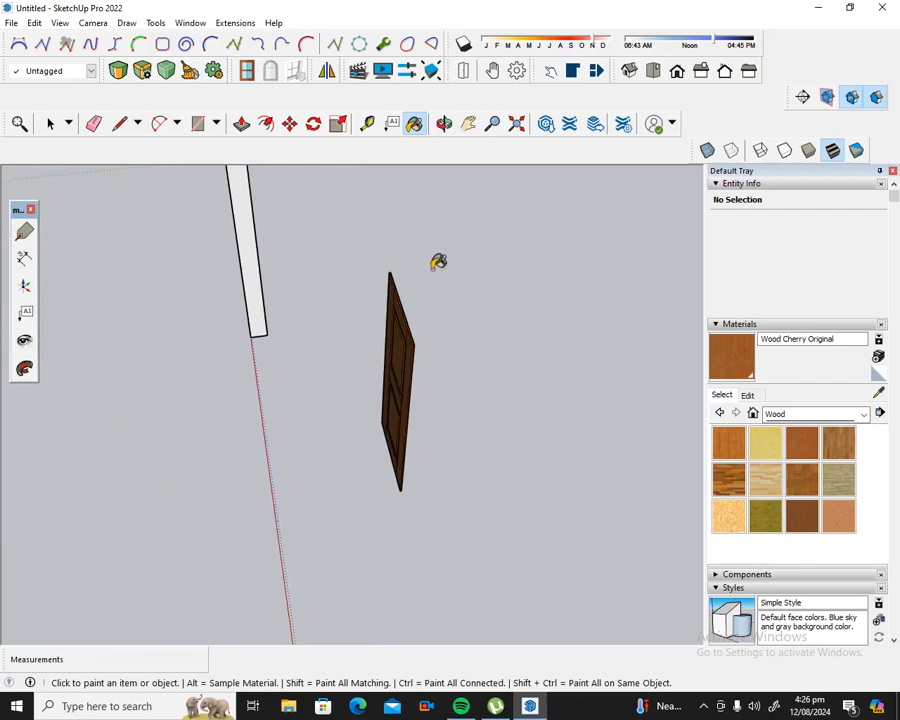 Untitled - SketchUp Pro 2022
File Edit View Camera Draw Tools Window Extensions Help
J F M A M J J A S O N D 06:43 AM Noon 04:45 PM
Untagged
A1
Default Tray
m...
Entity Info
No Selection
A1
Materials
Wood Cherry Original
Select Edit
Wood
Components
Styles
Simple Style
Default face colors. Blue sky
and gray background color.
Activate Windows
Go to Settings to activate Windows.
Measurements
Click to paint an item or object. | Alt = Sample Material. | Shift = Paint All Matching. | Ctrl = Paint All Connected. | Shift + Ctrl = Paint All on Same Object.
Type here to search
Nea...
4:26 pm
12/08/2024
5